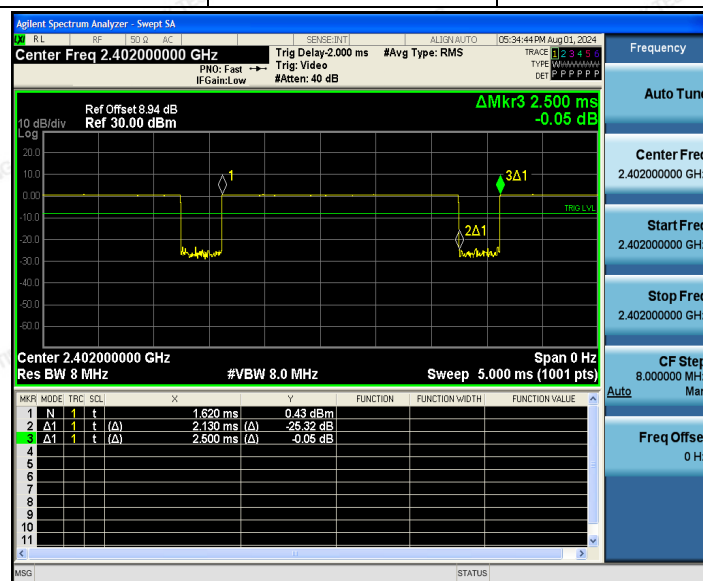 Agilent Spectrum Analyzer - Swept SA
RL RF 50 Ω AC SENSE:INT ALIGN AUTO 05:34:44 PM Aug 01, 2024
Center Freq 2.402000000 GHz
PNO: Fast
IFGain:Low
Trig Delay-2.000 ms
Trig: Video
#Atten: 40 dB
#Avg Type: RMS
TRACE 1 2 3 4 5 6
TYPE
DET P P P P P P
Ref Offset 8.94 dB
10 dB/div Ref 30.00 dBm
Log
ΔMkr3 2.500 ms
-0.05 dB
20.0
10.0
0.00
-10.0
-20.0
-30.0
-40.0
-50.0
-60.0
1
3Δ1
TRIG LVL
2Δ1
Center 2.402000000 GHz Span 0 Hz
Res BW 8 MHz #VBW 8.0 MHz Sweep 5.000 ms (1001 pts)
MKR MODE TRC SCL X Y FUNCTION FUNCTION WIDTH FUNCTION VALUE
1 N 1 t 1.620 ms 0.43 dBm
2 Δ1 1 t (Δ) 2.130 ms (Δ) -25.32 dB
3 Δ1 1 t (Δ) 2.500 ms (Δ) -0.05 dB
4
5
6
7
8
9
10
11
MSG STATUS
Frequency
Auto Tune
Center Freq
2.402000000 GHz
Start Freq
2.402000000 GHz
Stop Freq
2.402000000 GHz
CF Step
8.000000 MHz
Auto Man
Freq Offset
0 Hz